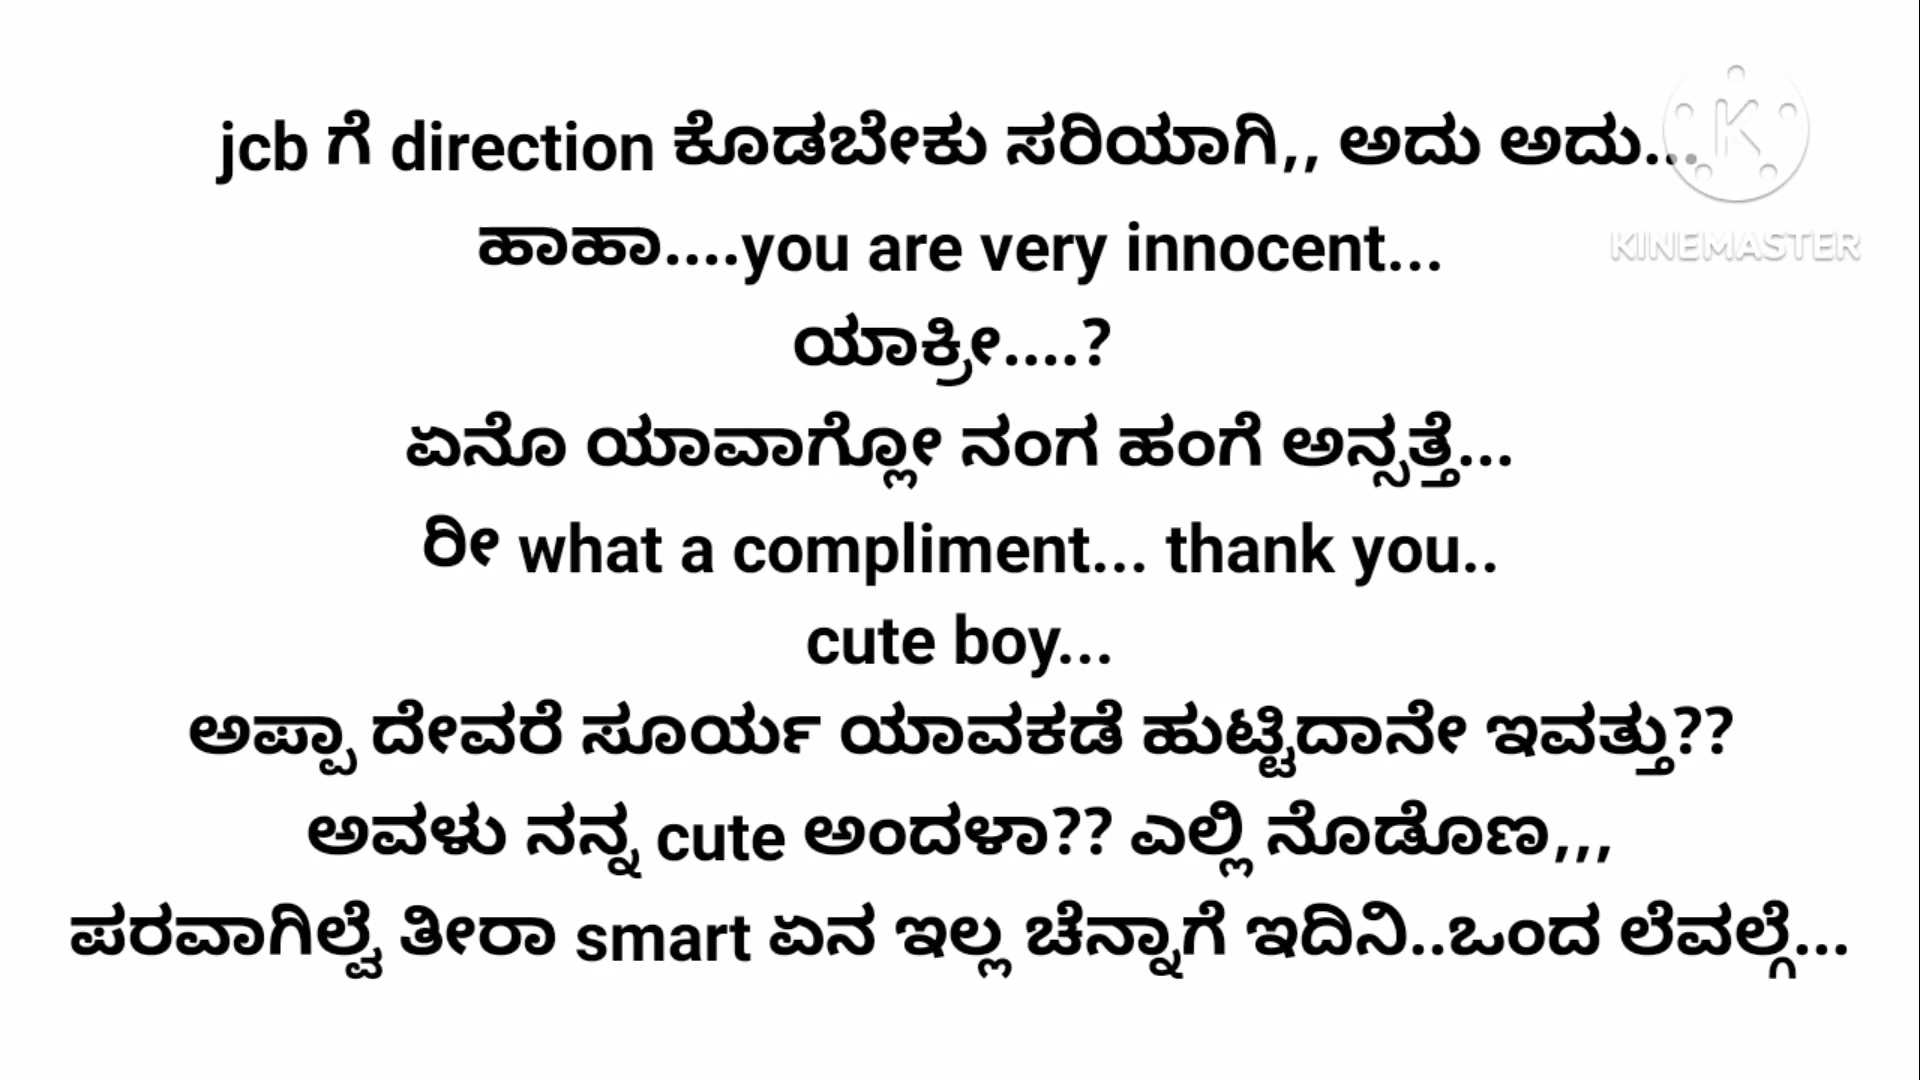 jcb ಗೆ direction ಕೊಡಬೇಕು ಸರಿಯಾಗಿ,, ಅದು ಅದು...
ಹಾಹಾ....you are very innocent...
ಯಾಕ್ರೀ....?
ಏನೊ ಯಾವಾಗ್ಲೋ ನಂಗ ಹಂಗೆ ಅನ್ಸತ್ತೆ...
ರೀ what a compliment... thank you..
cute boy...
ಅಪ್ಪಾ ದೇವರೆ ಸೂರ್ಯ ಯಾವಕಡೆ ಹುಟ್ಟಿದಾನೇ ಇವತ್ತು??
ಅವಳು ನನ್ನ cute ಅಂದಳಾ?? ಎಲ್ಲಿ ನೊಡೊಣ,,,
ಪರವಾಗಿಲ್ವೆ ತೀರಾ smart ಏನ ಇಲ್ಲ ಚೆನ್ನಾಗೆ ಇದಿನಿ..ಒಂದ ಲೆವಲ್ಗೆ...
K
KINEMASTER